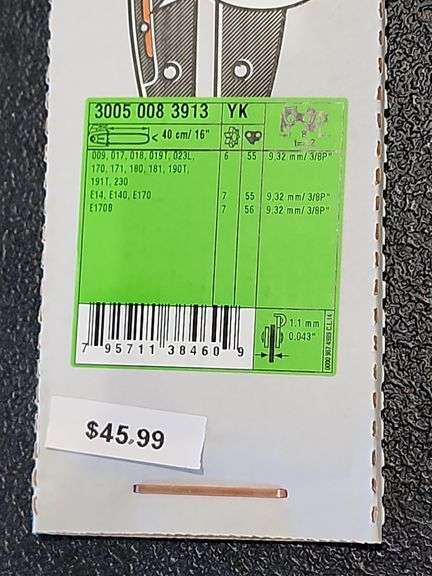 3005 008 3913 YK
< 40 cm/ 16"
009, 017, 018, 019T, 023L, 6 55 9,32 mm/ 3/8P"
170, 171, 180, 181, 190T,
191T, 230
E14, E140, E170 7 55 9,32 mm/ 3/8P"
E170B 7 56 9,32 mm/ 3/8P"
1.1 mm
0.043"
7 95711 38460 9
$45.99